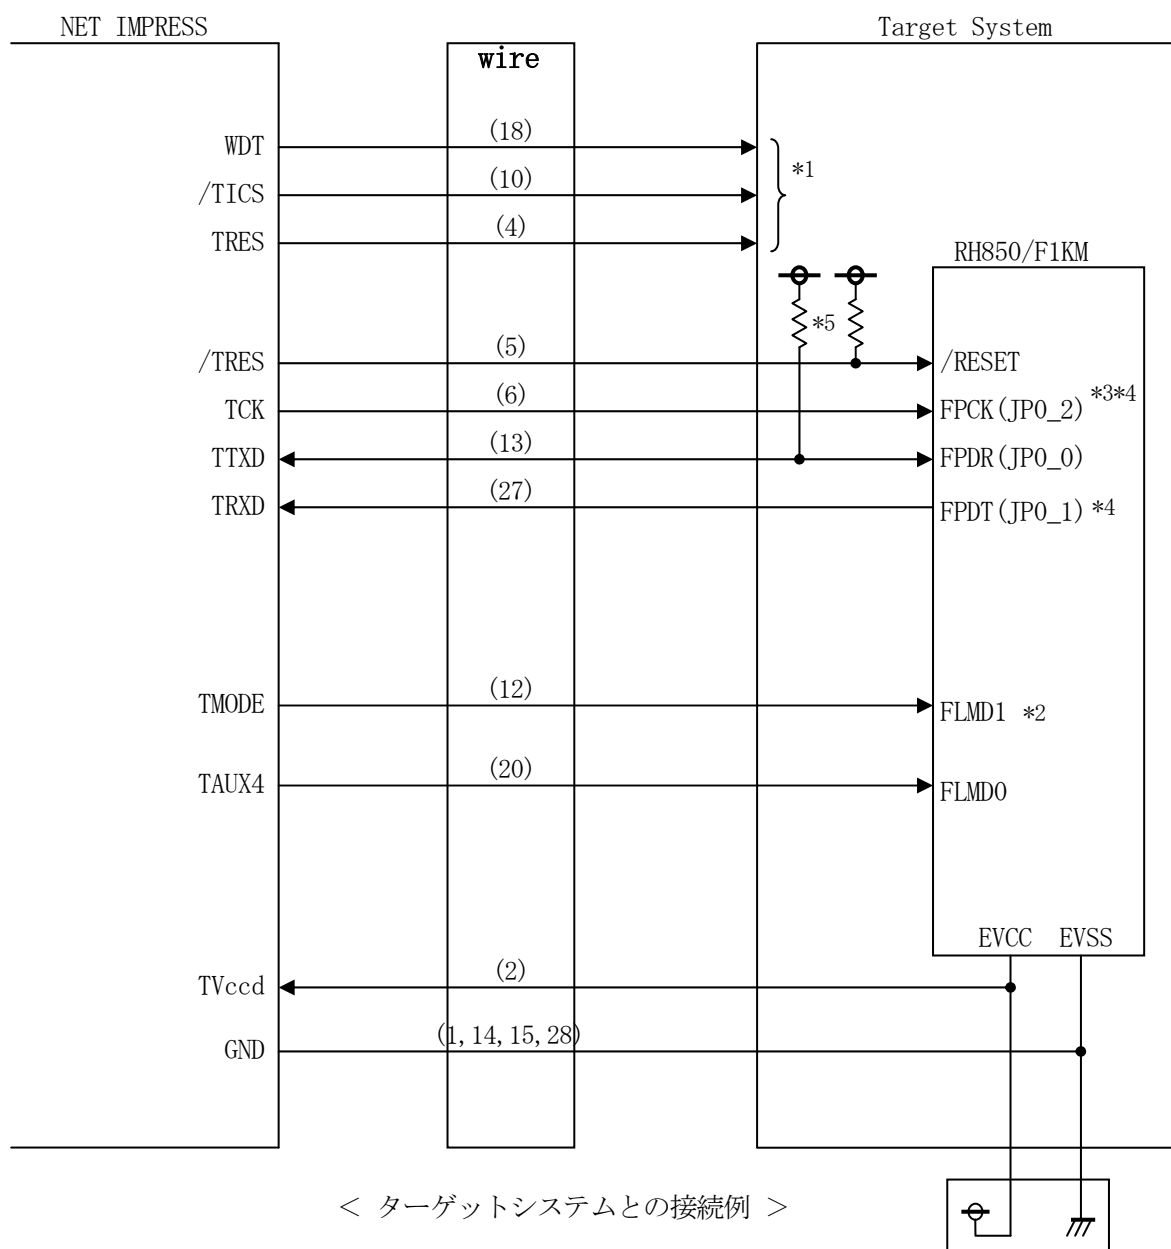 NET IMPRESS
Target System
wire
WDT (18)
*1
/TICS (10)
TRES (4)
RH850/F1KM
*5
/TRES (5) /RESET
TCK (6) FPCK(JP0_2) *3*4
TTXD (13) FPDR(JP0_0)
TRXD (27) FPDT(JP0_1) *4
TMODE (12) FLMD1 *2
TAUX4 (20) FLMD0
EVCC EVSS
TVccd (2)
GND (1,14,15,28)
< ターゲットシステムとの接続例 >